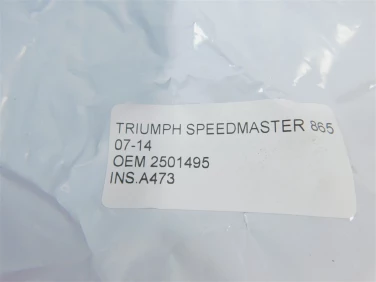 TRIUMPH SPEEDMASTER 865
07-14
OEM 2501495
INS.A473